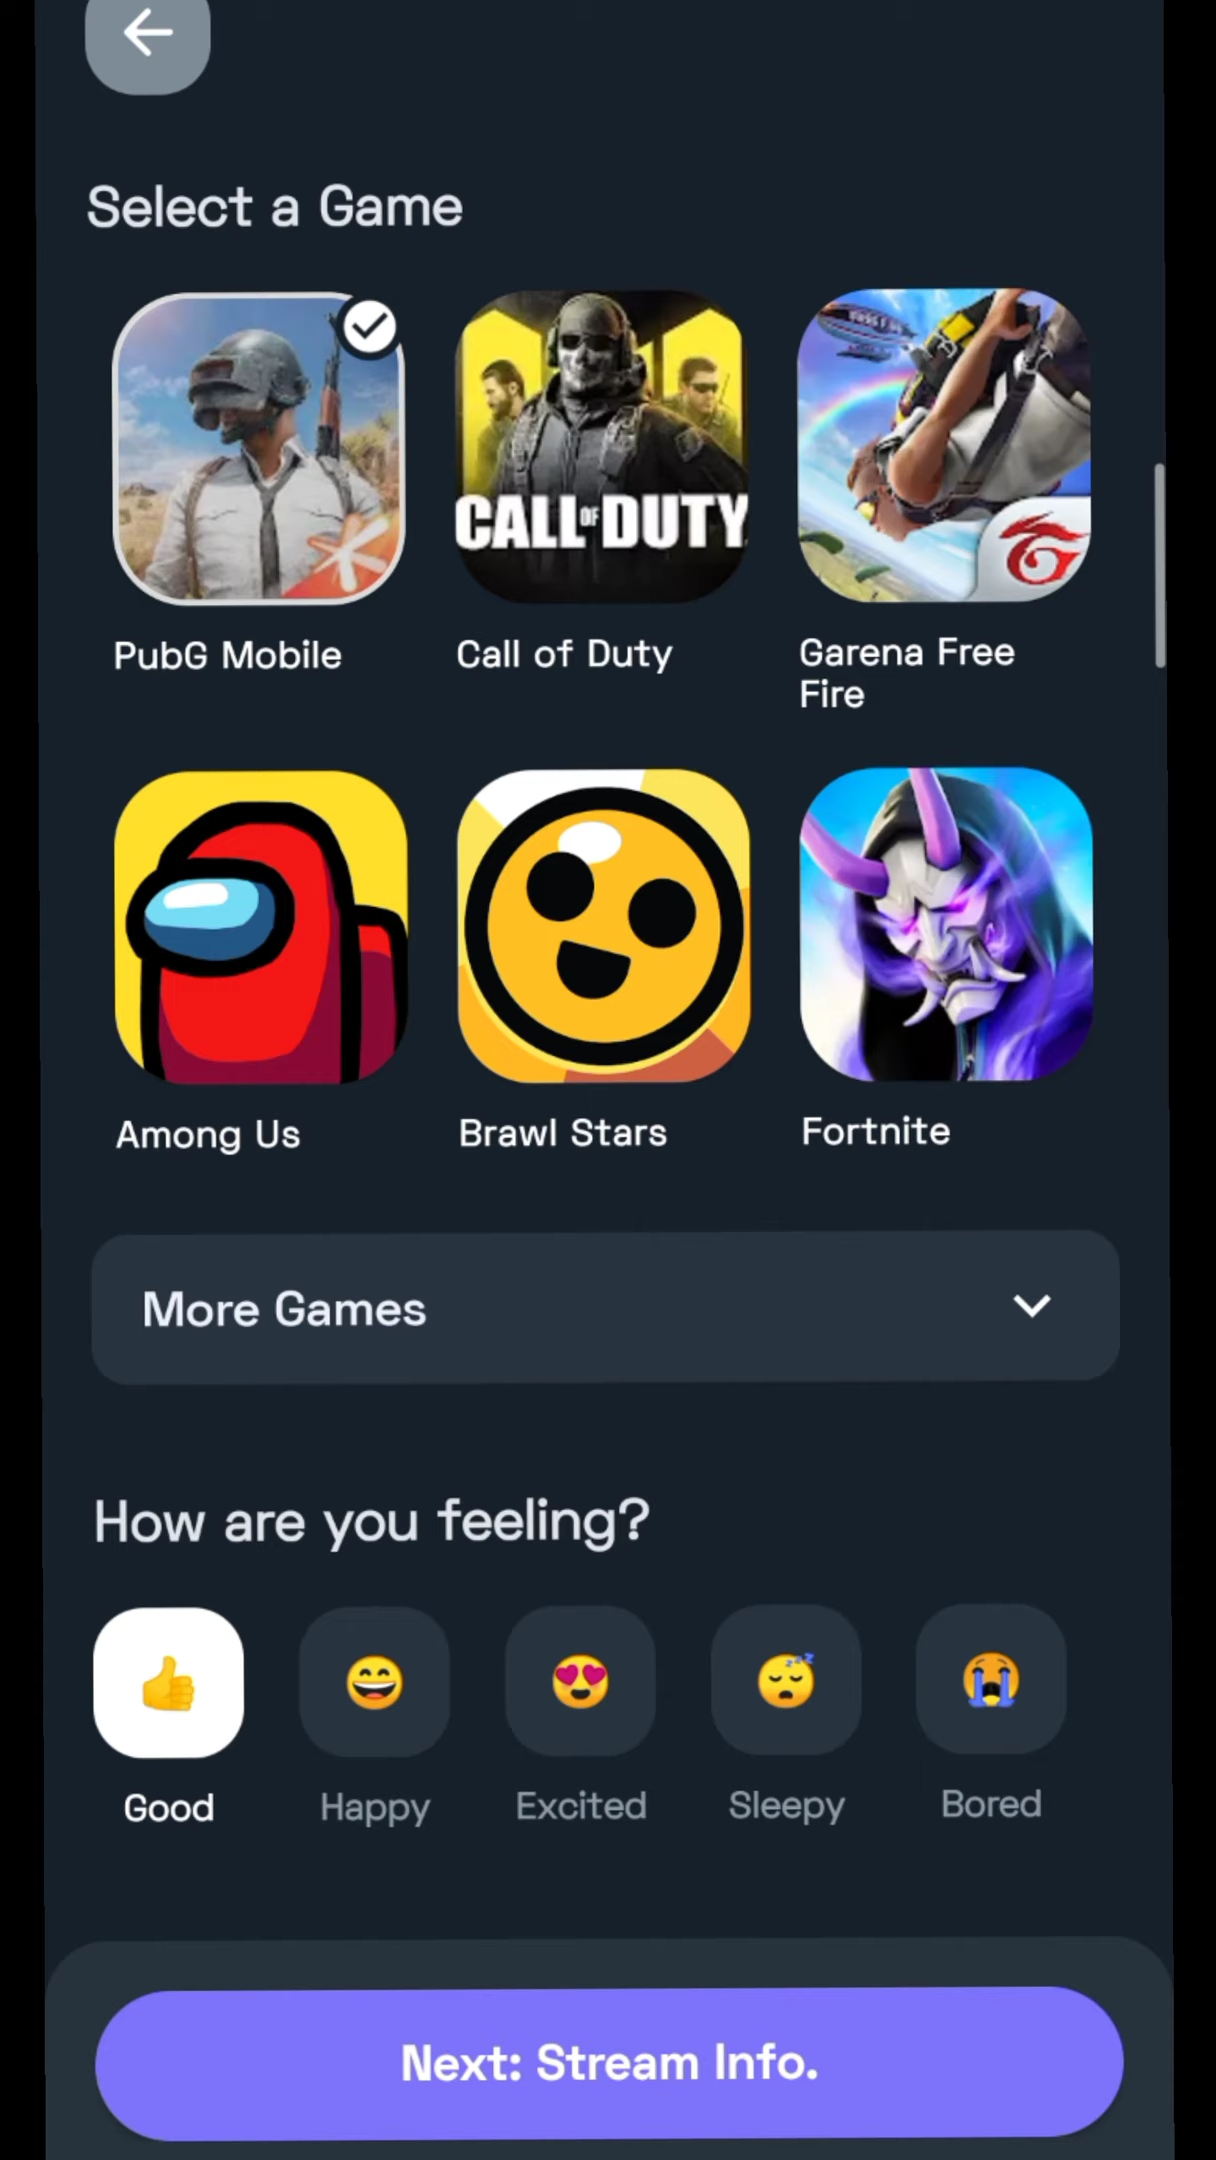 Select a Game
CALL OF DUTY
PubG Mobile
Call of Duty
Garena Free
Fire
Among Us
Brawl Stars
Fortnite
More Games
How are you feeling?
Good
Happy
Excited
Sleepy
Bored
Next: Stream Info.